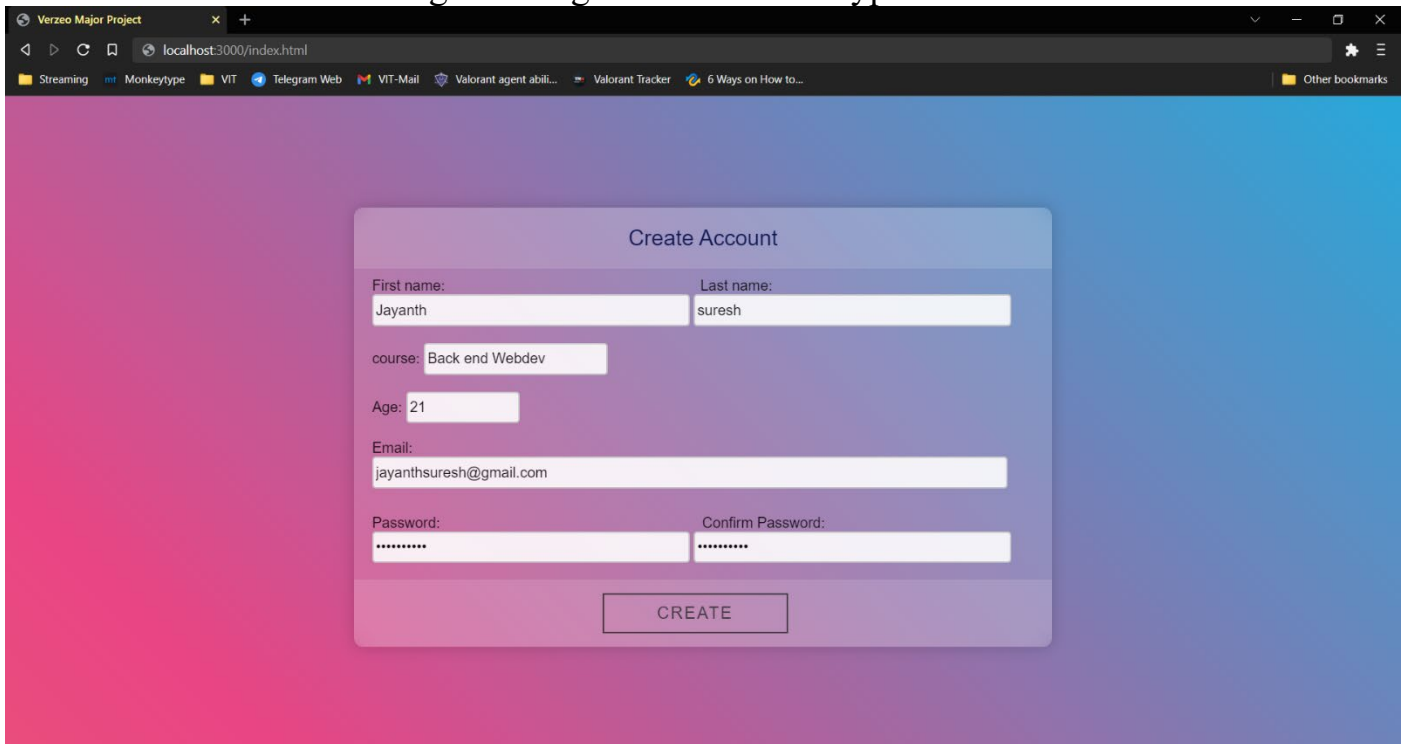 Verzeo Major Project
localhost:3000/index.html
Streaming mt Monkeytype VIT Telegram Web VIT-Mail Valorant agent abili... Valorant Tracker 6 Ways on How to... Other bookmarks
Create Account
First name: Last name:
Jayanth suresh
course: Back end Webdev
Age: 21
Email:
jayanthsuresh@gmail.com
Password: Confirm Password:
•••••••••• ••••••••••
CREATE